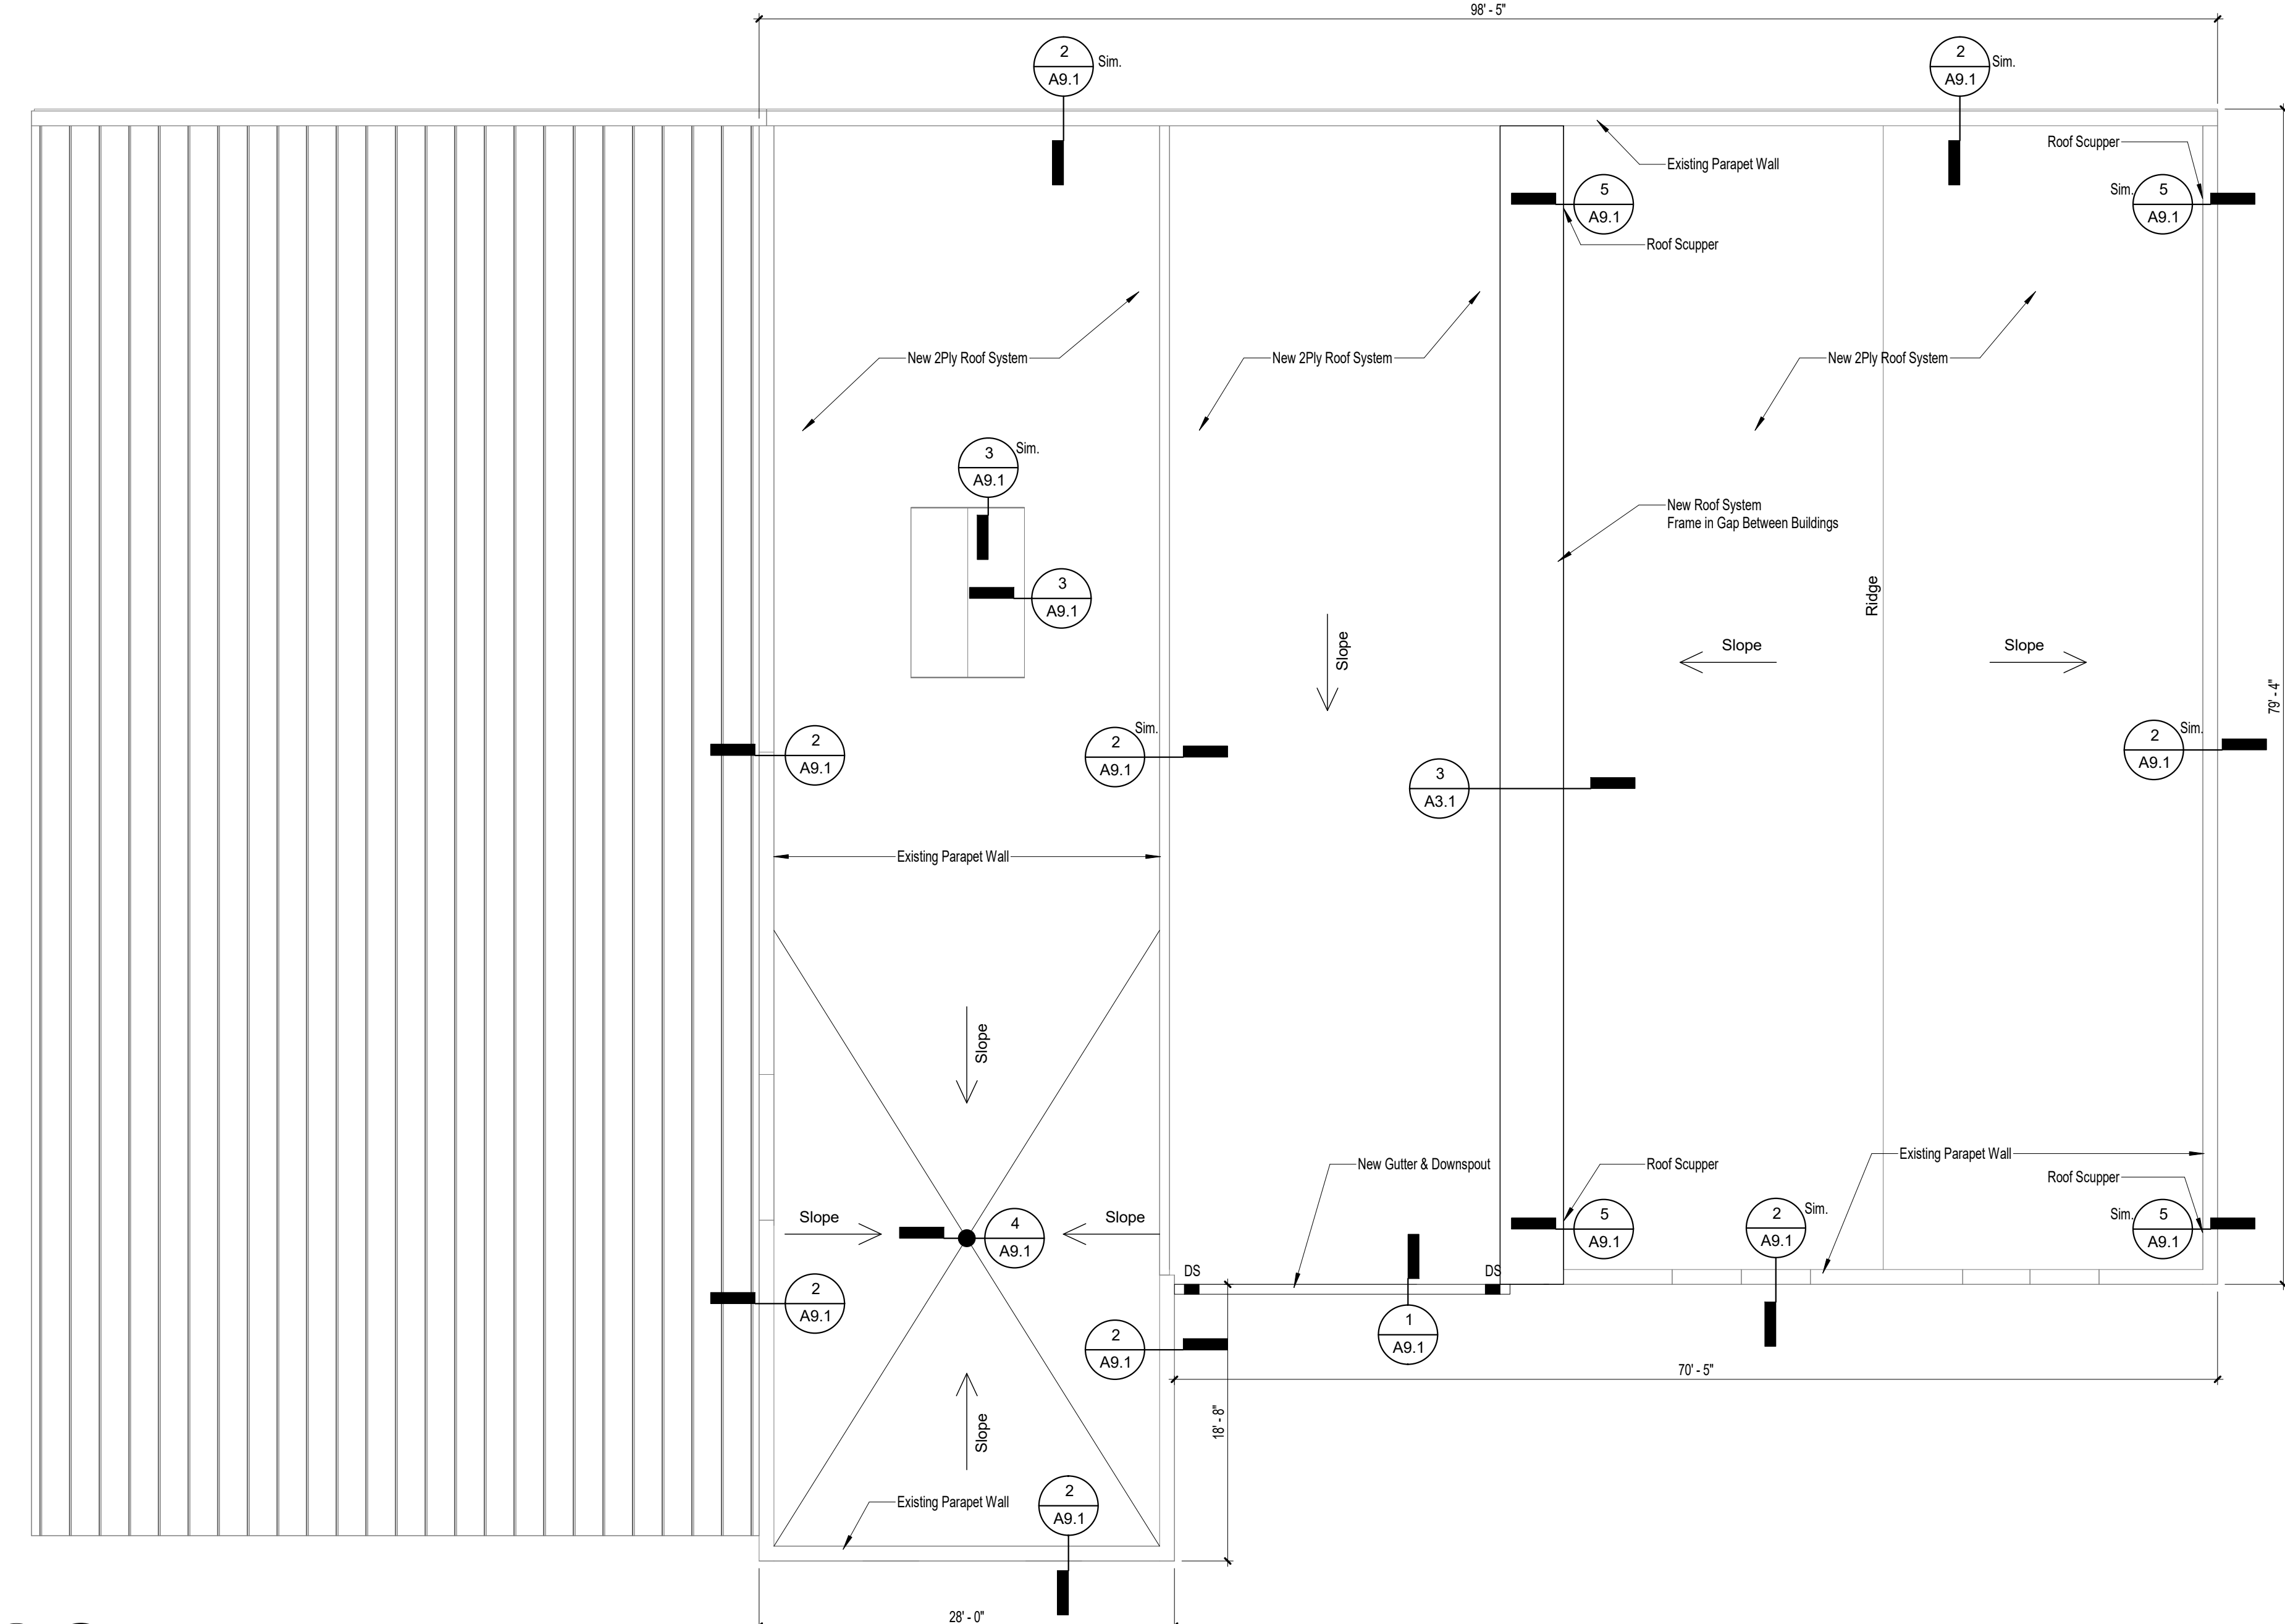 98' - 5"
2
A9.1
Sim.
2
A9.1
Sim.
Existing Parapet Wall
Roof Scupper
5
A9.1
Sim.
5
A9.1
Roof Scupper
New 2Ply Roof System
New 2Ply Roof System
New 2Ply Roof System
3
A9.1
Sim.
New Roof System
Frame in Gap Between Buildings
3
A9.1
Ridge
Slope
Slope
Slope
79' - 4"
2
A9.1
2
A9.1
Sim.
2
A9.1
Sim.
3
A3.1
Existing Parapet Wall
Slope
Existing Parapet Wall
New Gutter & Downspout
Roof Scupper
Roof Scupper
Slope
4
A9.1
Slope
5
A9.1
2
A9.1
Sim.
Sim.
5
A9.1
DS
DS
2
A9.1
2
A9.1
1
A9.1
70' - 5"
18' - 8"
Slope
Existing Parapet Wall
2
A9.1
28' - 0"